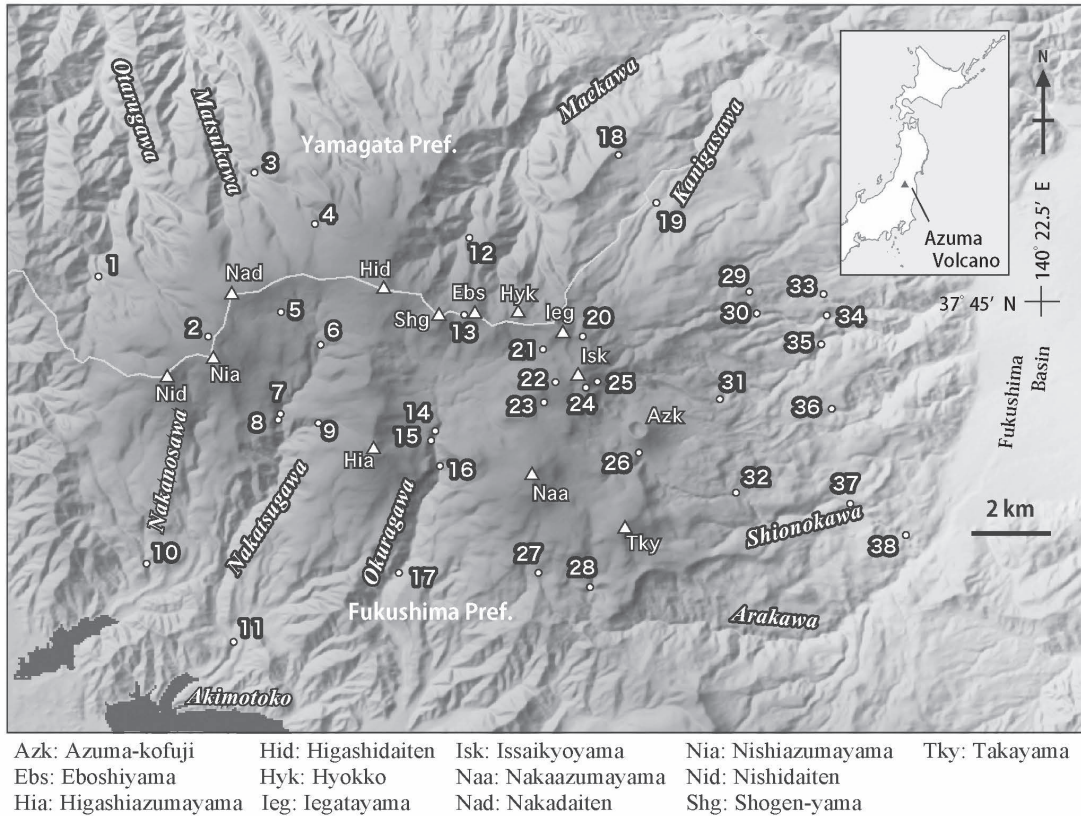 Otarugawa
Matsukawa
Yamagata Pref.
Maekawa
Kanigasawa
N
Azuma
Volcano
140° 22.5' E
37° 45' N
3
18
19
4
12
1
Nad
Hid
Ebs
Hyk
29
33
Shg
13
Ieg
20
30
34
5
2
6
21
35
Nia
Isk
Nid
22
25
31
7
23
24
36
8
9
14
Azk
15
Hia
16
26
Naa
32
37
Fukushima
Basin
2 km
Nakanosawa
Nakatsugawa
Okuragawa
Tky
Shionokawa
38
10
17
27
28
Fukushima Pref.
Arakawa
11
Akimotoko
Azk: Azuma-kofuji Hid: Higashidaiten Isk: Issaikyoyama Nia: Nishiazumayama Tky: Takayama
Ebs: Eboshiyama Hyk: Hyokko Naa: Nakaazumayama Nid: Nishidaiten
Hia: Higashiazumayama Ieg: Iegatayama Nad: Nakadaiten Shg: Shogen-yama